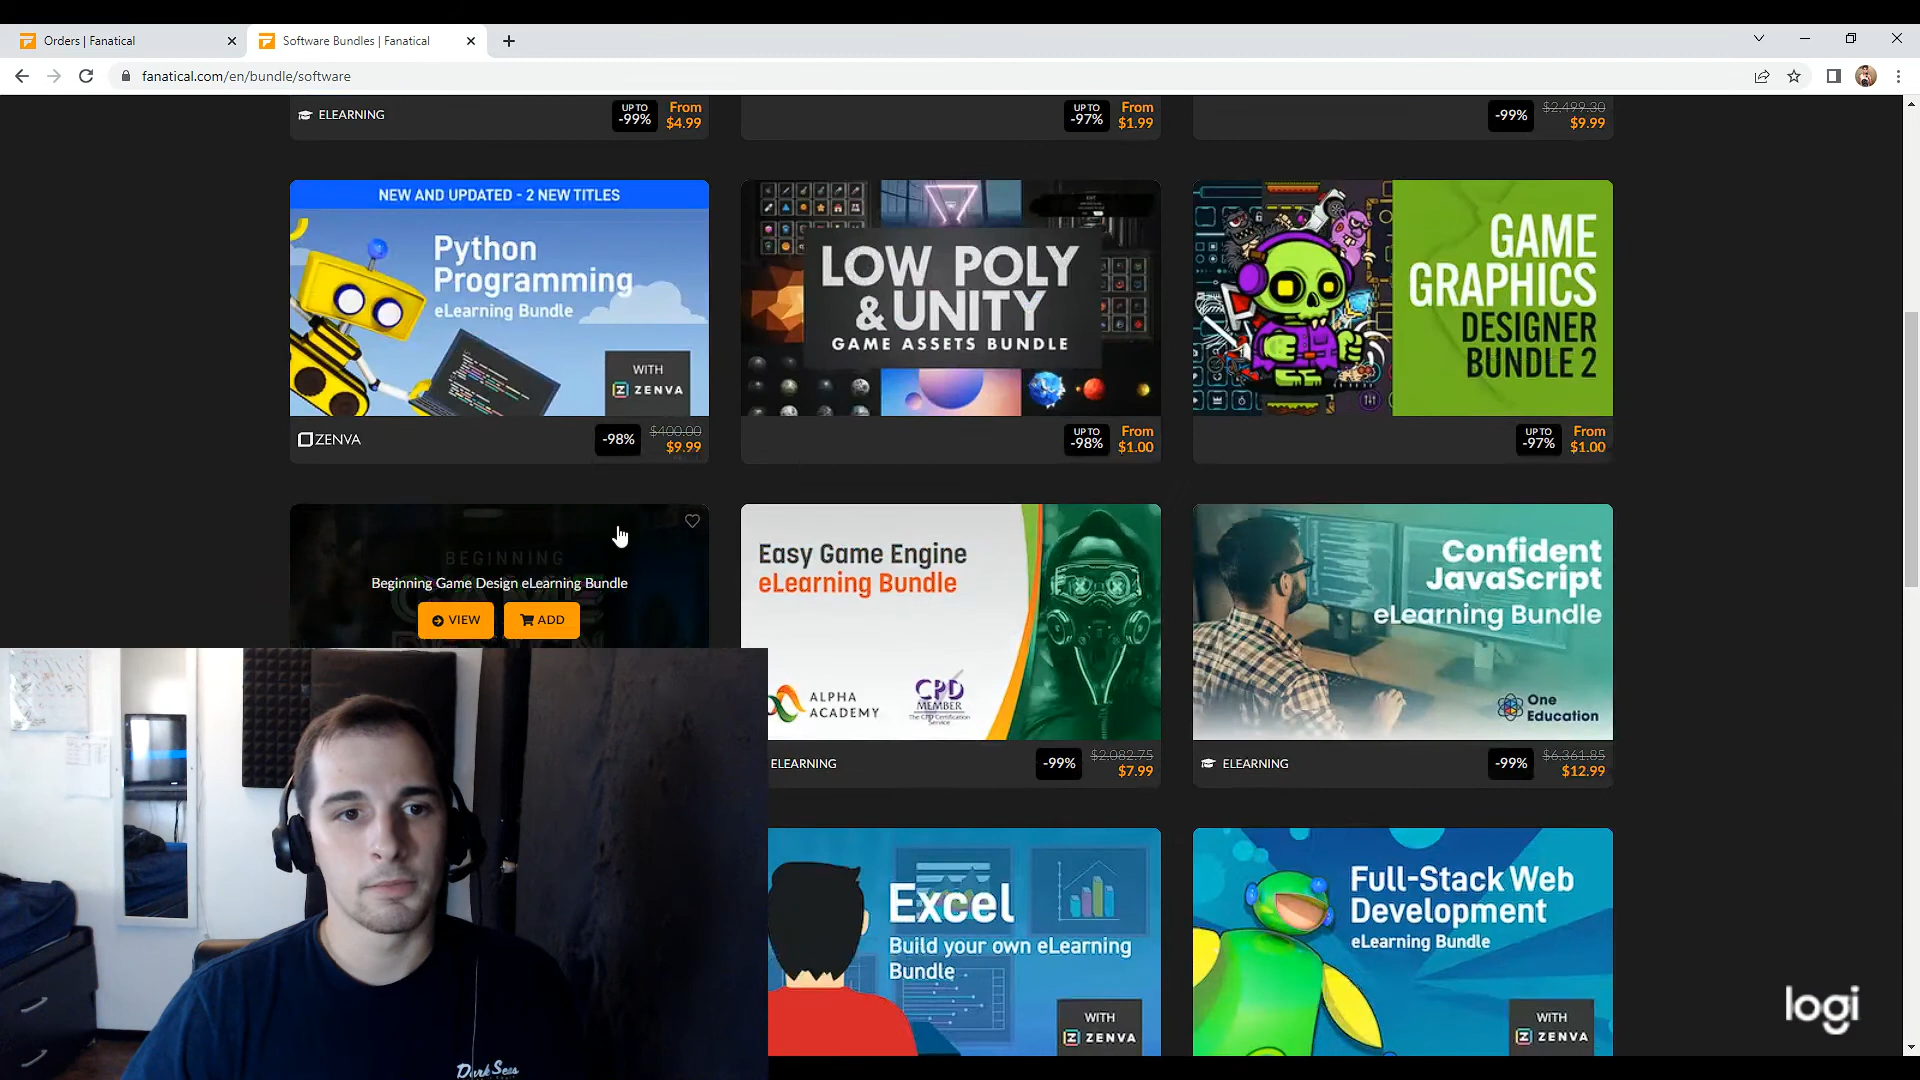 Orders | Fanatical
Software Bundles | Fanatical
fanatical.com/en/bundle/software
ELEARNING
UP TO
-99%
From
$4.99
UP TO
-97%
From
$1.99
-99%
$2,499.30
$9.99
NEW AND UPDATED - 2 NEW TITLES
Python
Programming
eLearning Bundle
WITH
ZENVA
ZENVA
-98%
$400.00
$9.99
LOW POLY
& UNITY
GAME ASSETS BUNDLE
UP TO
-98%
From
$1.00
GAME
GRAPHICS
DESIGNER
BUNDLE 2
UP TO
-97%
From
$1.00
BEGINNING
Beginning Game Design eLearning Bundle
VIEW
ADD
Easy Game Engine
eLearning Bundle
ALPHA
ACADEMY
CPD
MEMBER
The CPD Certification
Service
ELEARNING
-99%
$2,082.75
$7.99
Confident
JavaScript
eLearning Bundle
One
Education
ELEARNING
-99%
$6,361.85
$12.99
Excel
Build your own eLearning
Bundle
WITH
ZENVA
Full-Stack Web
Development
eLearning Bundle
WITH
ZENVA
logi
Dark Seas